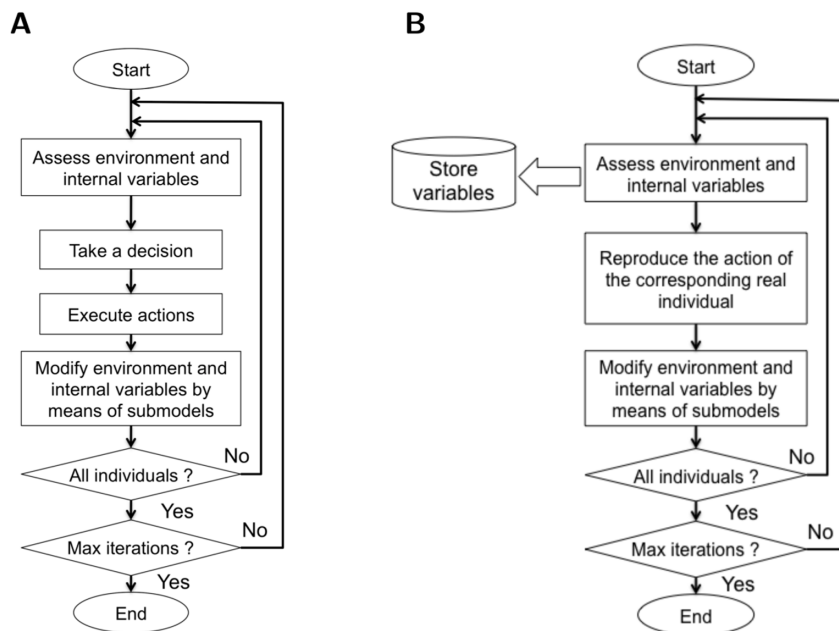 A
Start
Assess environment and
internal variables
Take a decision
Execute actions
Modify environment and
internal variables by
means of submodels
All individuals ?
No
Yes
Max iterations ?
No
Yes
End
B
Start
Store
variables
Assess environment and
internal variables
Reproduce the action of
the corresponding real
individual
Modify environment and
internal variables by
means of submodels
All individuals ?
No
Yes
Max iterations ?
No
Yes
End